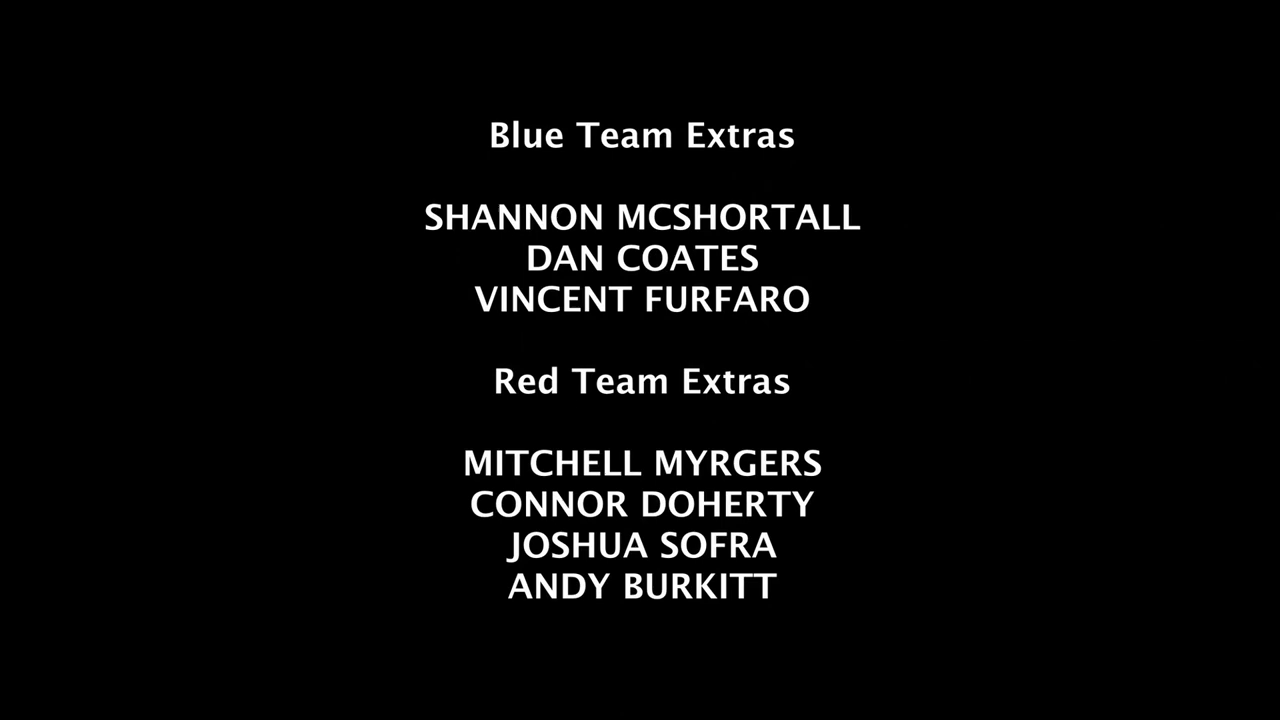 Blue Team Extras
SHANNON MCSHORTALL
DAN COATES
VINCENT FURFARO
Red Team Extras
MITCHELL MYRGERS
CONNOR DOHERTY
JOSHUA SOFRA
ANDY BURKITT